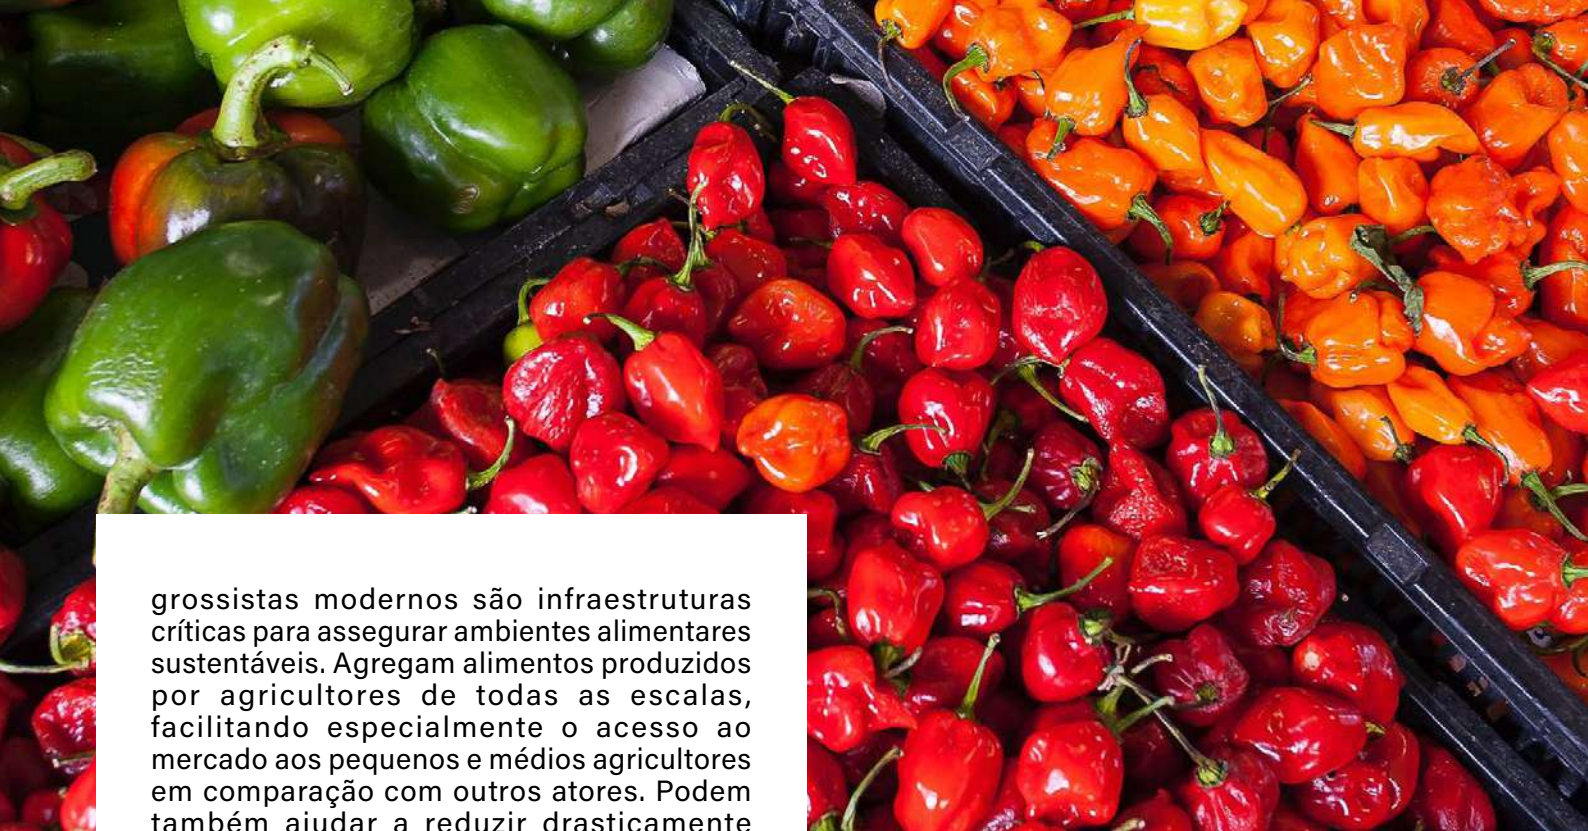 grossistas modernos são infraestruturas
críticas para assegurar ambientes alimentares
sustentáveis. Agregam alimentos produzidos
por agricultores de todas as escalas,
facilitando especialmente o acesso ao
mercado aos pequenos e médios agricultores
em comparação com outros atores. Podem
também ajudar a reduzir drasticamente